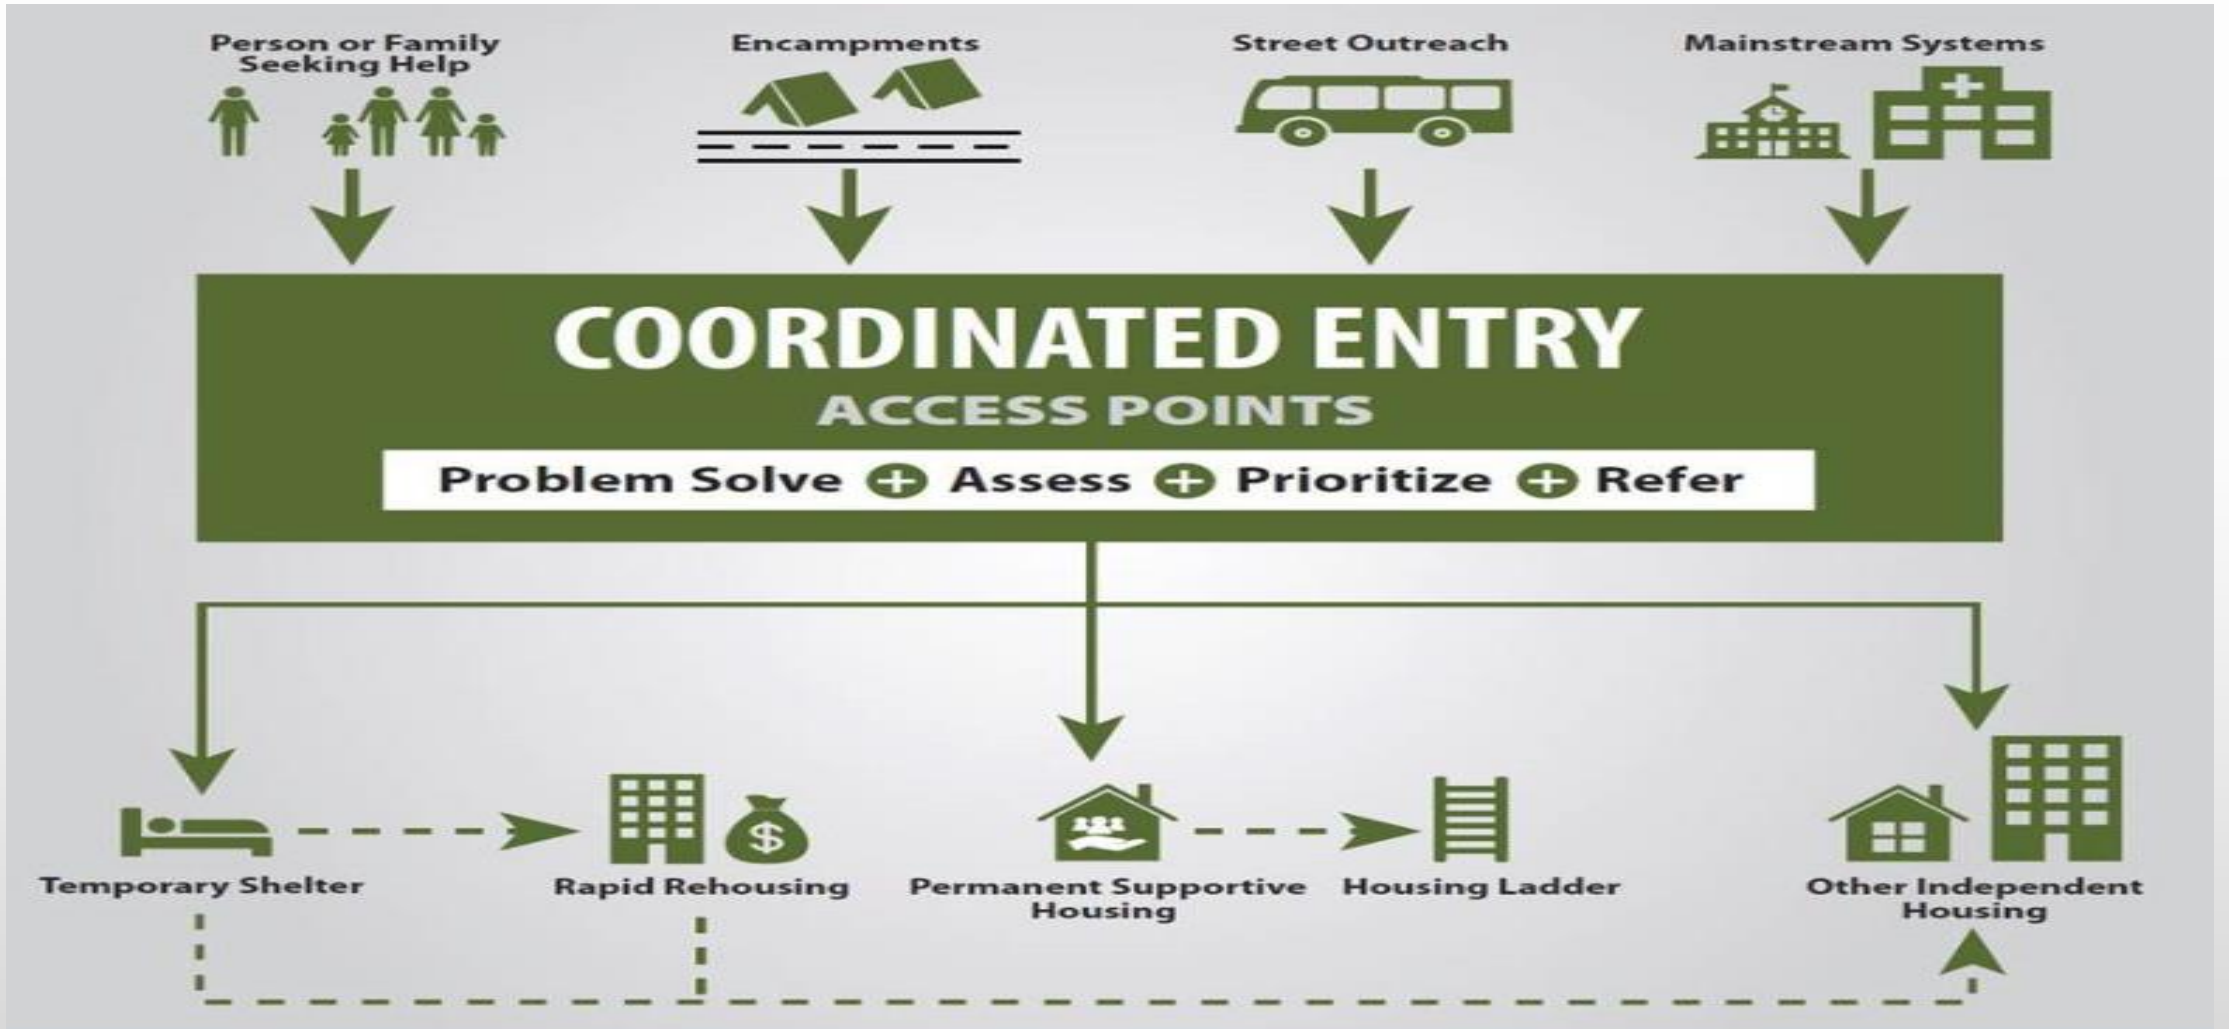 Person or Family
Seeking Help
Encampments
Street Outreach
Mainstream Systems
COORDINATED ENTRY
ACCESS POINTS
Problem Solve + Assess + Prioritize + Refer
$
Temporary Shelter
Rapid Rehousing
Permanent Supportive
Housing
Housing Ladder
Other Independent
Housing